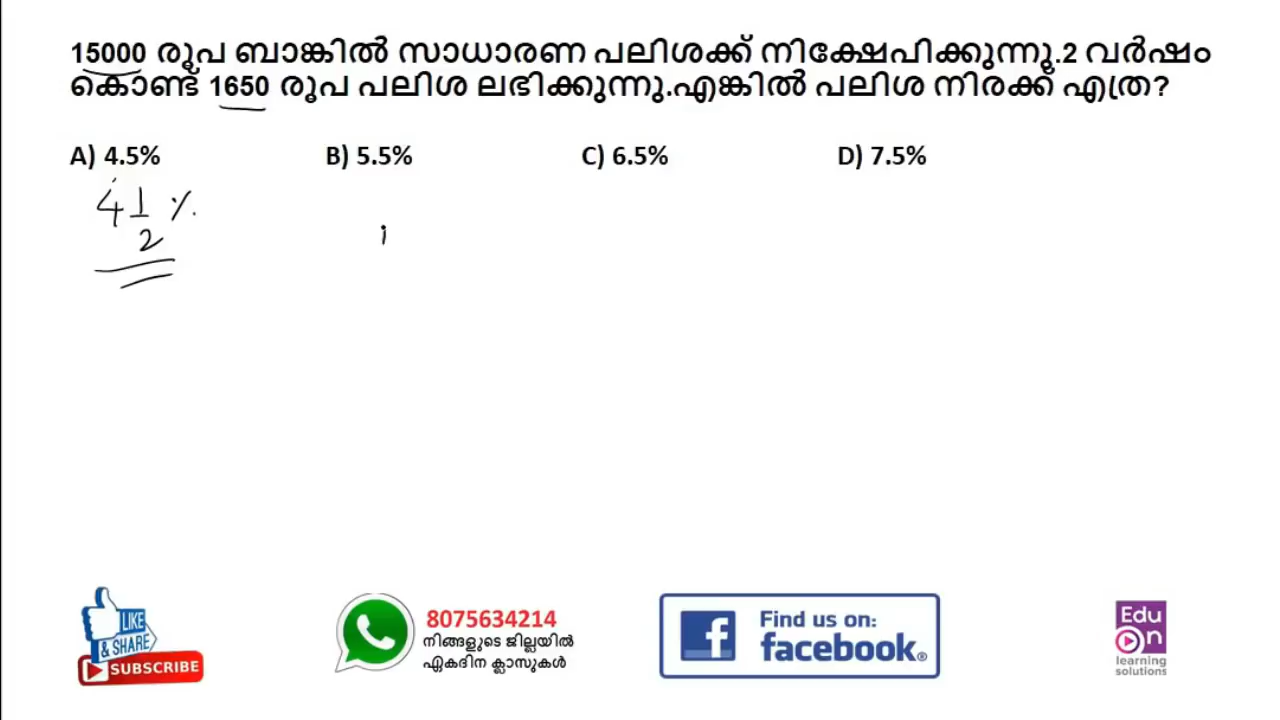 15000 രൂപ ബാങ്കിൽ സാധാരണ പലിശക്ക് നിക്ഷേപിക്കുന്നു.2 വർഷം
കൊണ്ട് 1650 രൂപ പലിശ ലഭിക്കുന്നു.എങ്കിൽ പലിശ നിരക്ക് എത്ര?
A) 4.5% B) 5.5% C) 6.5% D) 7.5%
4 1 %
2
i
LIKE
& SHARE
SUBSCRIBE
8075634214
നിങ്ങളുടെ ജില്ലയിൽ
ഏകദിന ക്ലാസുകൾ
Find us on:
facebook®
Edu
On
learning
solutions